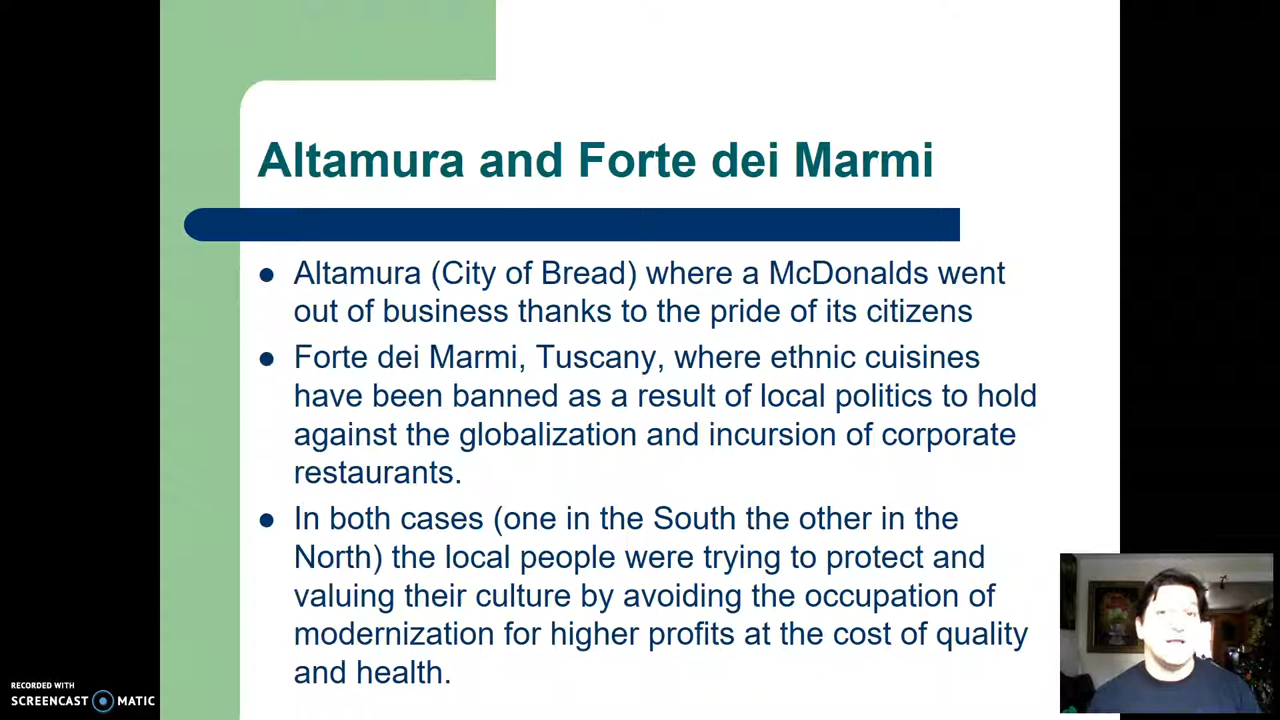 Altamura and Forte dei Marmi
● Altamura (City of Bread) where a McDonalds went
out of business thanks to the pride of its citizens
● Forte dei Marmi, Tuscany, where ethnic cuisines
have been banned as a result of local politics to hold
against the globalization and incursion of corporate
restaurants.
● In both cases (one in the South the other in the
North) the local people were trying to protect and
valuing their culture by avoiding the occupation of
modernization for higher profits at the cost of quality
and health.
RECORDED WITH
SCREENCAST MATIC